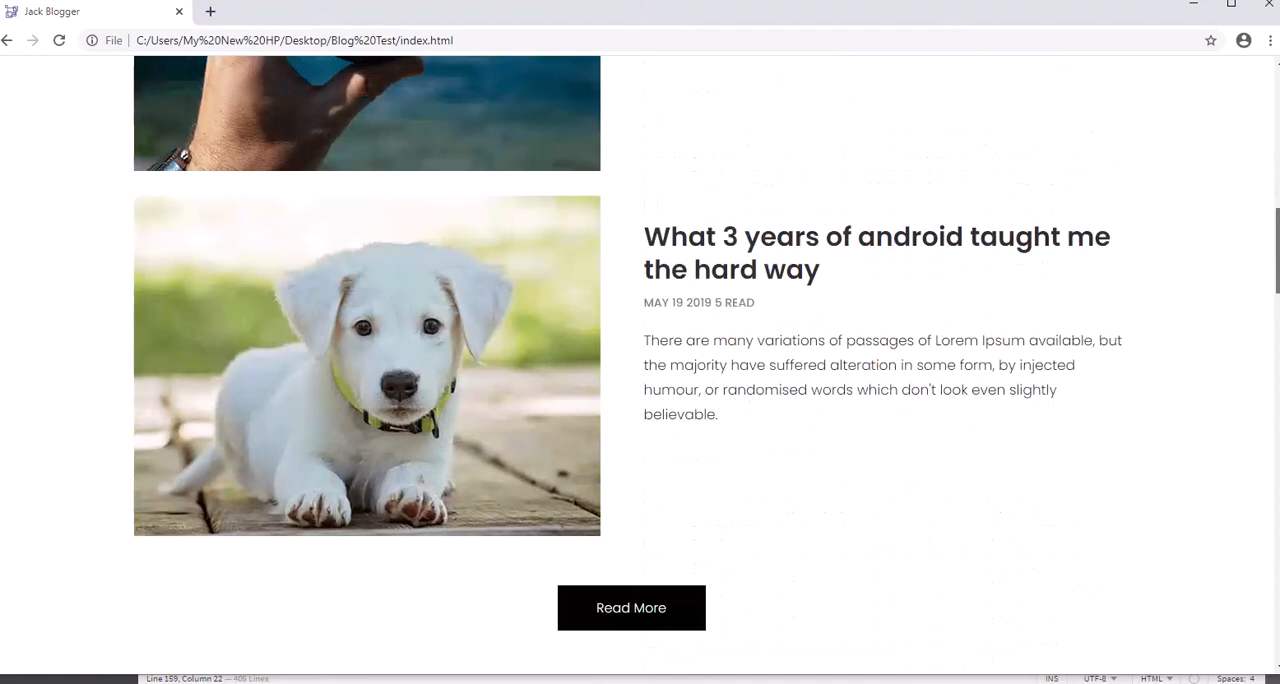 Jack Blogger
File
C:/Users/My%20New%20HP/Desktop/Blog%20Test/index.html
What 3 years of android taught me
the hard way
MAY 19 2019 5 READ
There are many variations of passages of Lorem Ipsum available, but
the majority have suffered alteration in some form, by injected
humour, or randomised words which don't look even slightly
believable.
Read More
Line 159, Column 22 — 405 Lines
INS UTF-8 HTML Spaces: 4